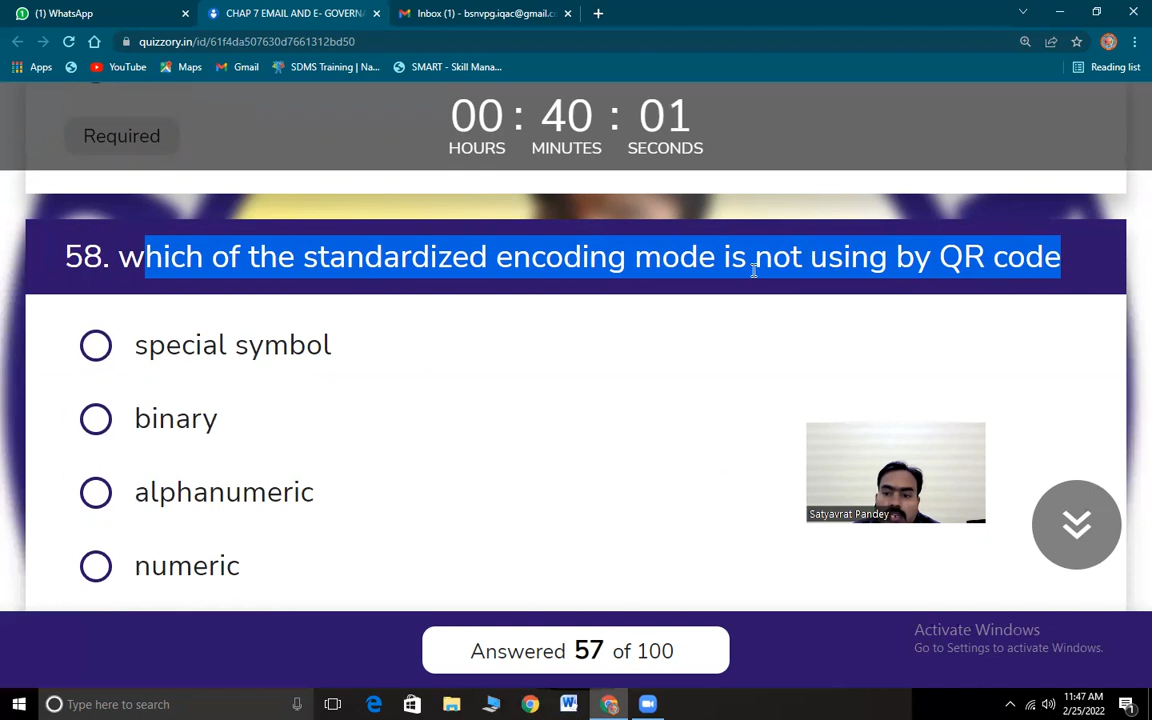 (1) WhatsApp
CHAP 7 EMAIL AND E- GOVERNA
Inbox (1) - bsnvpg.iqac@gmail.c
quizzory.in/id/61f4da507630d7661312bd50
Apps
YouTube
Maps
Gmail
SDMS Training | Na...
SMART - Skill Mana...
Reading list
00 : 40 : 01
HOURS MINUTES SECONDS
Required
58. which of the standardized encoding mode is not using by QR code
special symbol
binary
alphanumeric
numeric
Satyavrat Pandey
Answered 57 of 100
Activate Windows
Go to Settings to activate Windows.
Type here to search
11:47 AM
2/25/2022